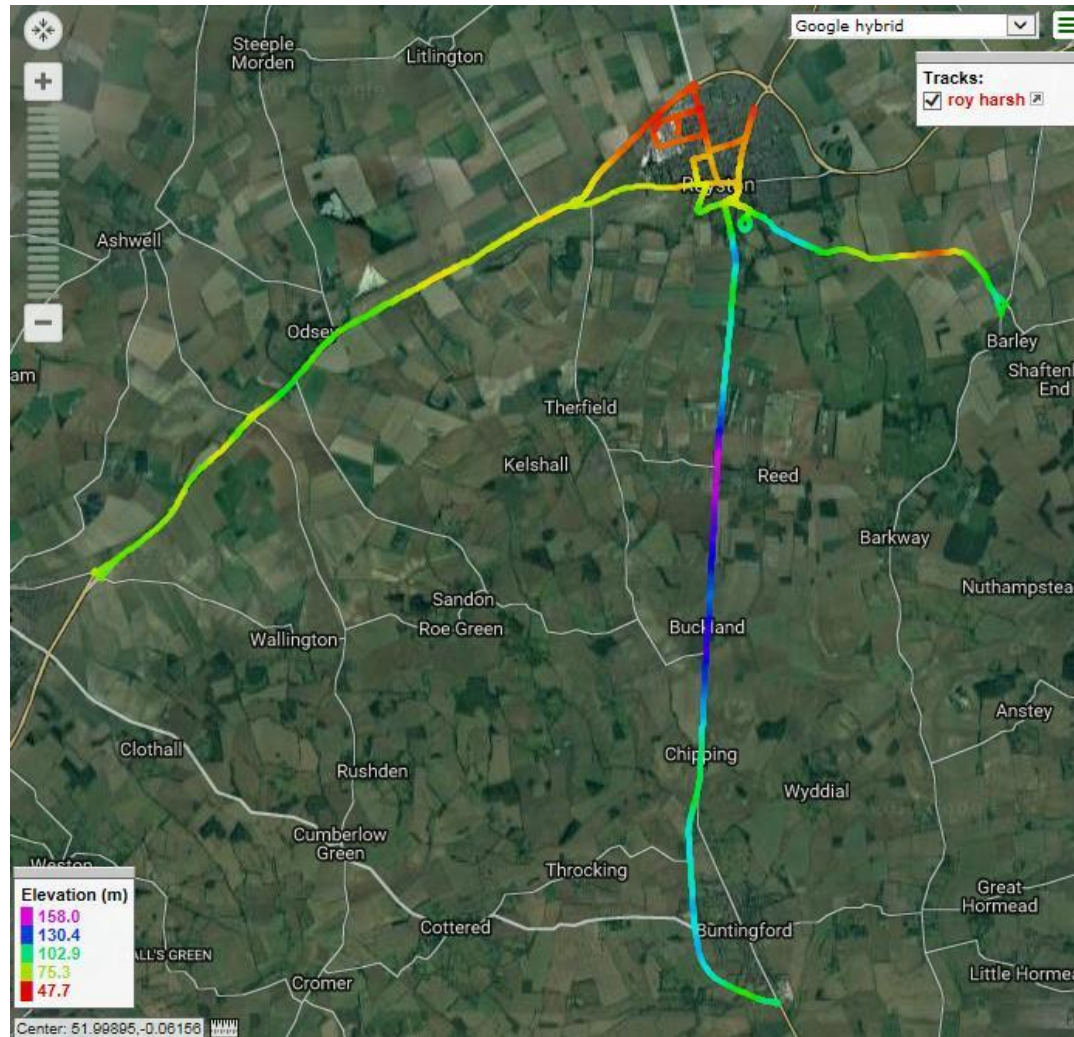 Google hybrid
Tracks:
roy harsh
Steeple
Morden
Litlington
Royston
Ashwell
Odsey
am
Barley
Shaften
End
Therfield
Kelshall
Reed
Barkway
Nuthampstea
Sandon
Roe Green
Wallington
Buckland
Anstey
Clothall
Chipping
Rushden
Wyddial
Cumberlow
Green
Weston
Throcking
Great
Hormead
Cottered
Buntingford
ALL'S GREEN
Cromer
Little Hormea
Elevation (m)
158.0
130.4
102.9
75.3
47.7
Center: 51.99895,-0.06156